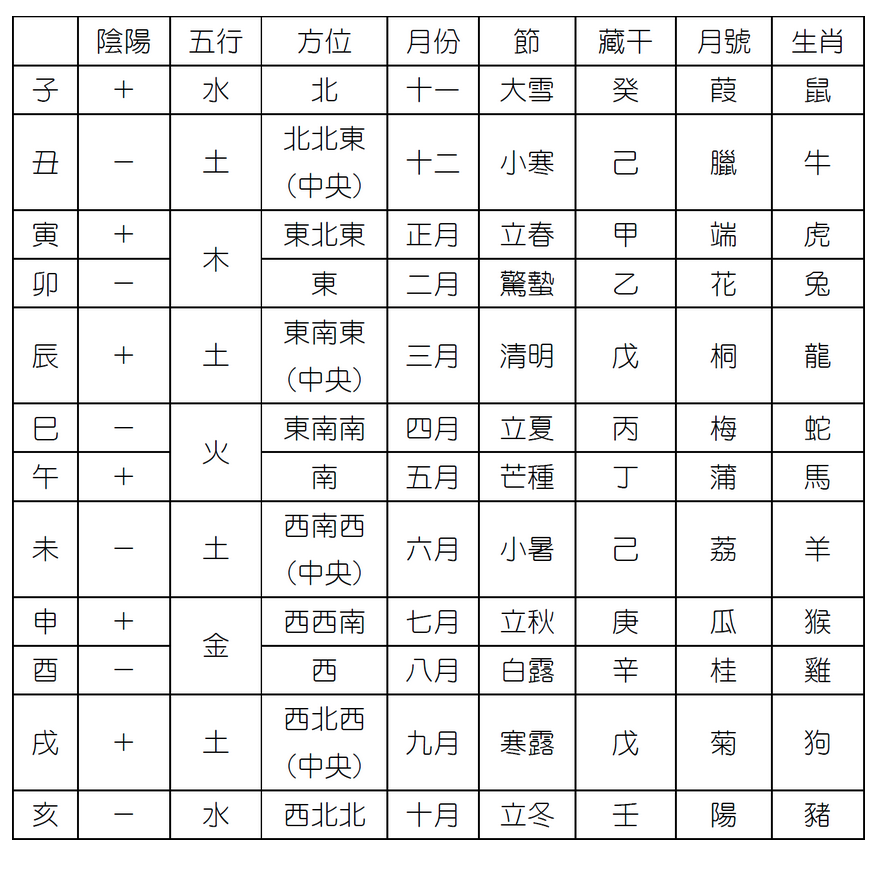 陰陽 五行 方位 月份 節 藏干 月號 生肖
子 + 水 北 十一 大雪 癸 葭 鼠
丑 − 土 北北東 十二 小寒 己 臘 牛
(中央)
寅 + 木 東北東 正月 立春 甲 端 虎
卯 − 東 二月 驚蟄 乙 花 兔
辰 + 土 東南東 三月 清明 戊 桐 龍
(中央)
巳 − 火 東南南 四月 立夏 丙 梅 蛇
午 + 南 五月 芒種 丁 蒲 馬
未 − 土 西南西 六月 小暑 己 荔 羊
(中央)
申 + 金 西西南 七月 立秋 庚 瓜 猴
酉 − 西 八月 白露 辛 桂 雞
戌 + 土 西北西 九月 寒露 戊 菊 狗
(中央)
亥 − 水 西北北 十月 立冬 壬 陽 豬